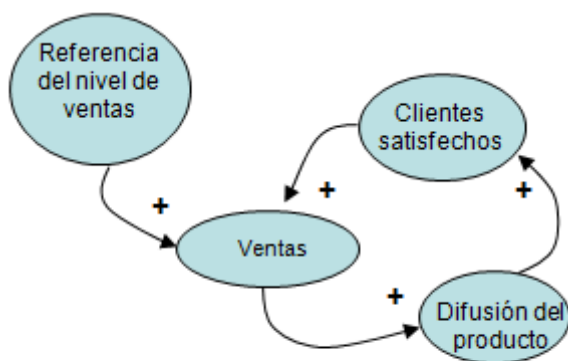 Referencia
del nivel de
ventas
Clientes
satisfechos
+
+
+
Ventas
+
Difusión del
producto